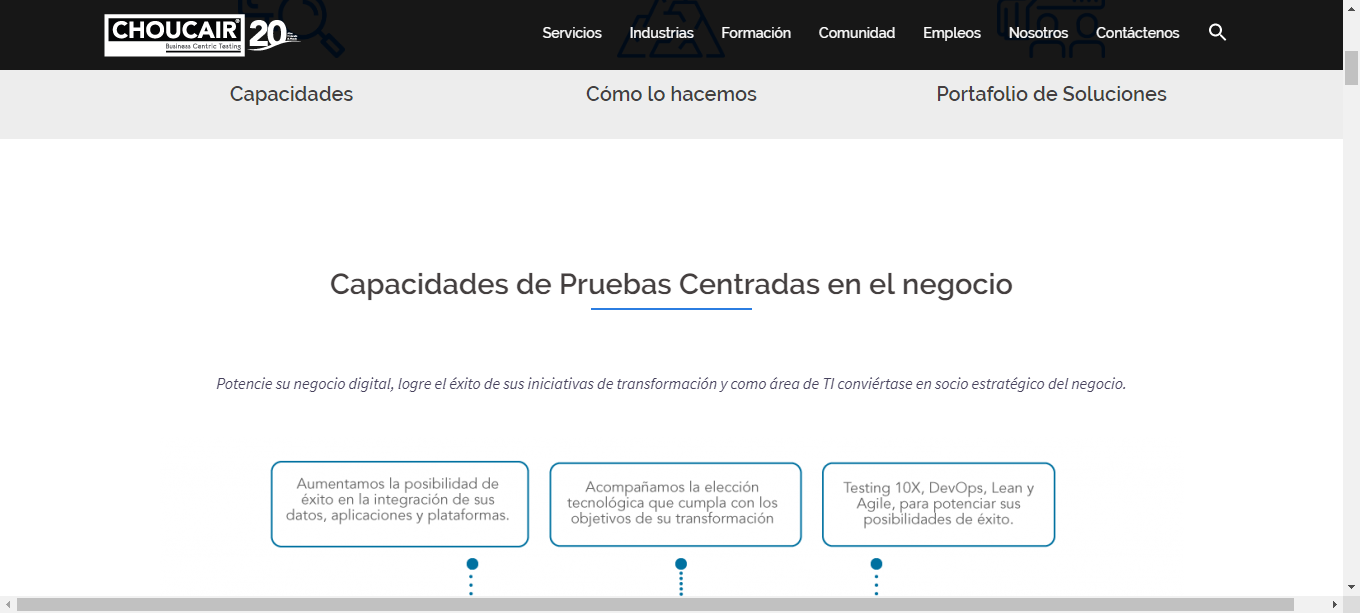 CHOUCAIR
Business Centric Testing
20
Servicios
Industrias
Formación
Comunidad
Empleos
Nosotros
Contáctenos
Capacidades
Cómo lo hacemos
Portafolio de Soluciones
Capacidades de Pruebas Centradas en el negocio
Potencie su negocio digital, logre el éxito de sus iniciativas de transformación y como área de TI conviértase en socio estratégico del negocio.
Aumentamos la posibilidad de
éxito en la integración de sus
datos, aplicaciones y plataformas.
Acompañamos la elección
tecnológica que cumpla con los
objetivos de su transformación
Testing 10X, DevOps, Lean y
Agile, para potenciar sus
posibilidades de éxito.